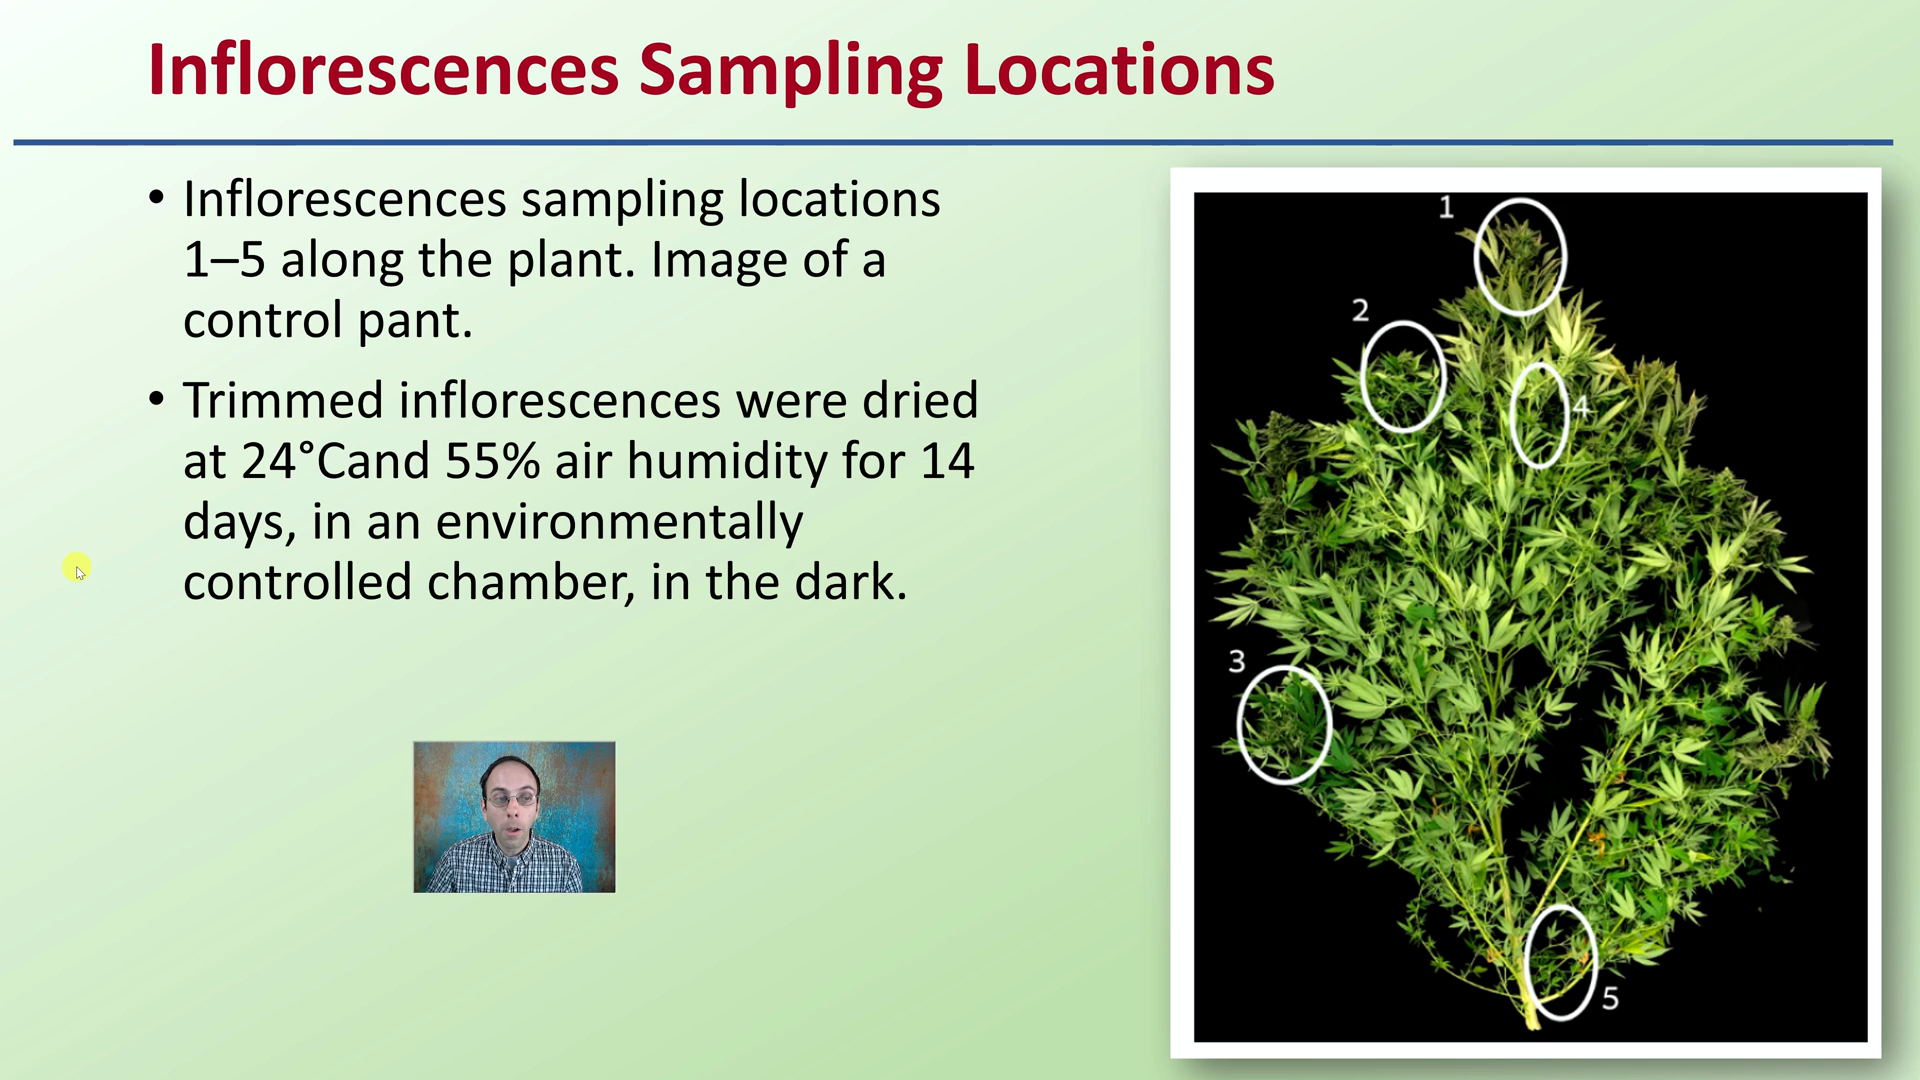 Inflorescences Sampling Locations
• Inflorescences sampling locations
1–5 along the plant. Image of a
control pant.
• Trimmed inflorescences were dried
at 24°Cand 55% air humidity for 14
days, in an environmentally
controlled chamber, in the dark.
1
2
4
3
5